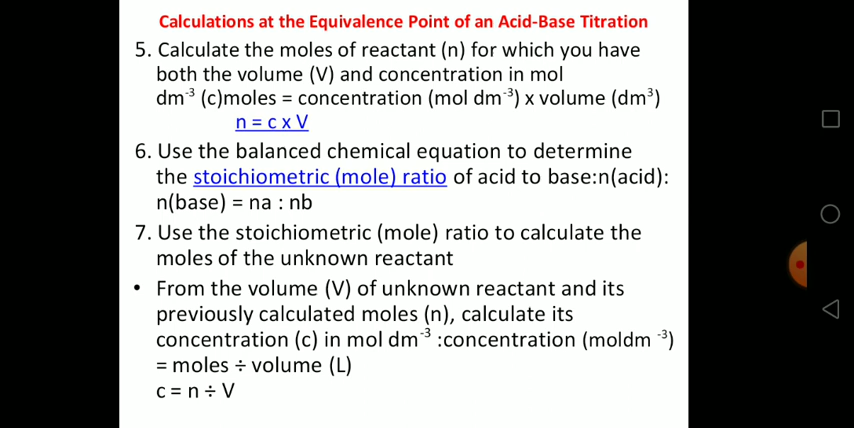 Calculations at the Equivalence Point of an Acid-Base Titration
5. Calculate the moles of reactant (n) for which you have
both the volume (V) and concentration in mol
dm⁻³ (c)moles = concentration (mol dm⁻³) x volume (dm³)
n = c x V
6. Use the balanced chemical equation to determine
the stoichiometric (mole) ratio of acid to base:n(acid):
n(base) = na : nb
7. Use the stoichiometric (mole) ratio to calculate the
moles of the unknown reactant
• From the volume (V) of unknown reactant and its
previously calculated moles (n), calculate its
concentration (c) in mol dm⁻³ :concentration (moldm ⁻³)
= moles ÷ volume (L)
c = n ÷ V